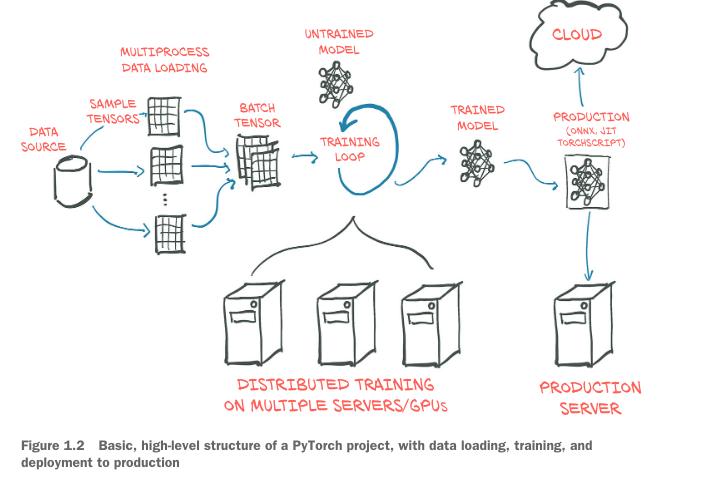 MULTIPROCESS
DATA LOADING
UNTRAINED
MODEL
CLOUD
DATA
SOURCE
SAMPLE
TENSORS
BATCH
TENSOR
TRAINING
LOOP
TRAINED
MODEL
PRODUCTION
(ONNX, JIT
TORCHSCRIPT)
...
DISTRIBUTED TRAINING
ON MULTIPLE SERVERS/GPUs
PRODUCTION
SERVER
Figure 1.2 Basic, high-level structure of a PyTorch project, with data loading, training, and
deployment to production